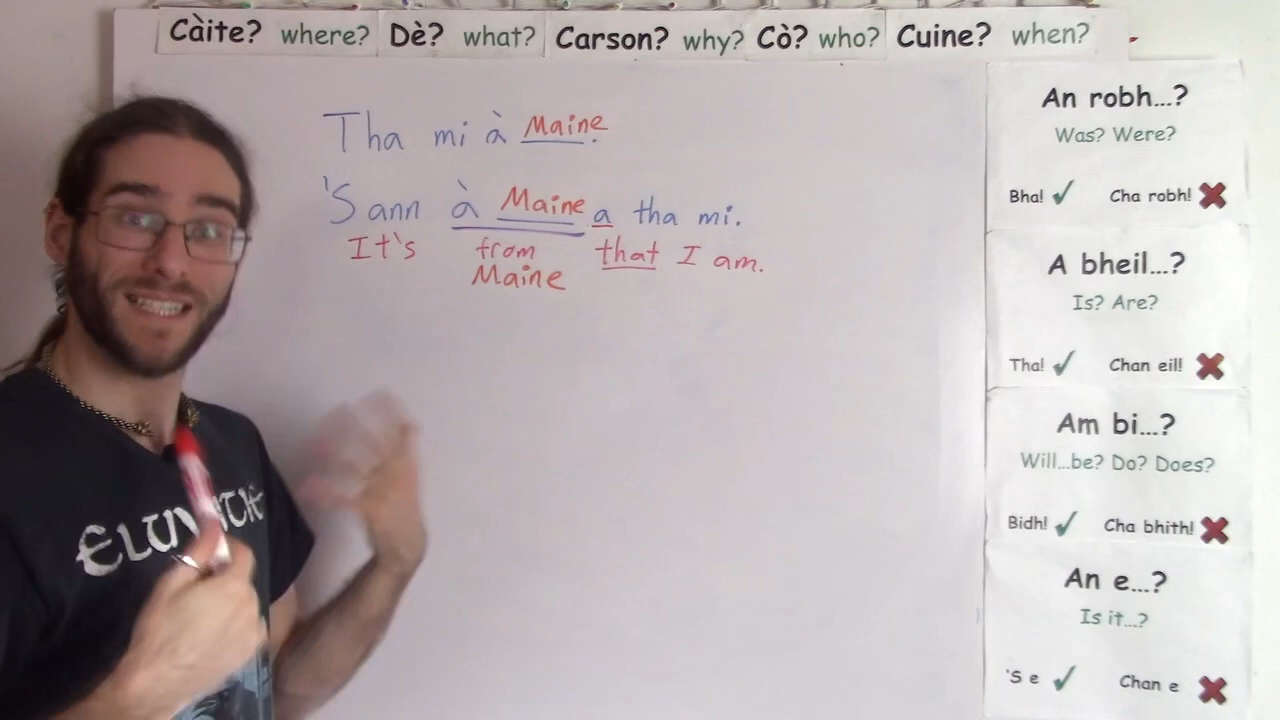 Càite? where? Dè? what? Carson? why? Cò? who? Cuine? when?
Tha mi à Maine.
'S ann à Maine a tha mi.
It's from that I am.
Maine
An robh...?
Was? Were?
Bha! ✓ Cha robh! ✖
A bheil...?
Is? Are?
Tha! ✓ Chan eil! ✖
Am bi...?
Will...be? Do? Does?
Bidh! ✓ Cha bhith! ✖
An e...?
Is it...?
'S e ✓ Chan e ✖